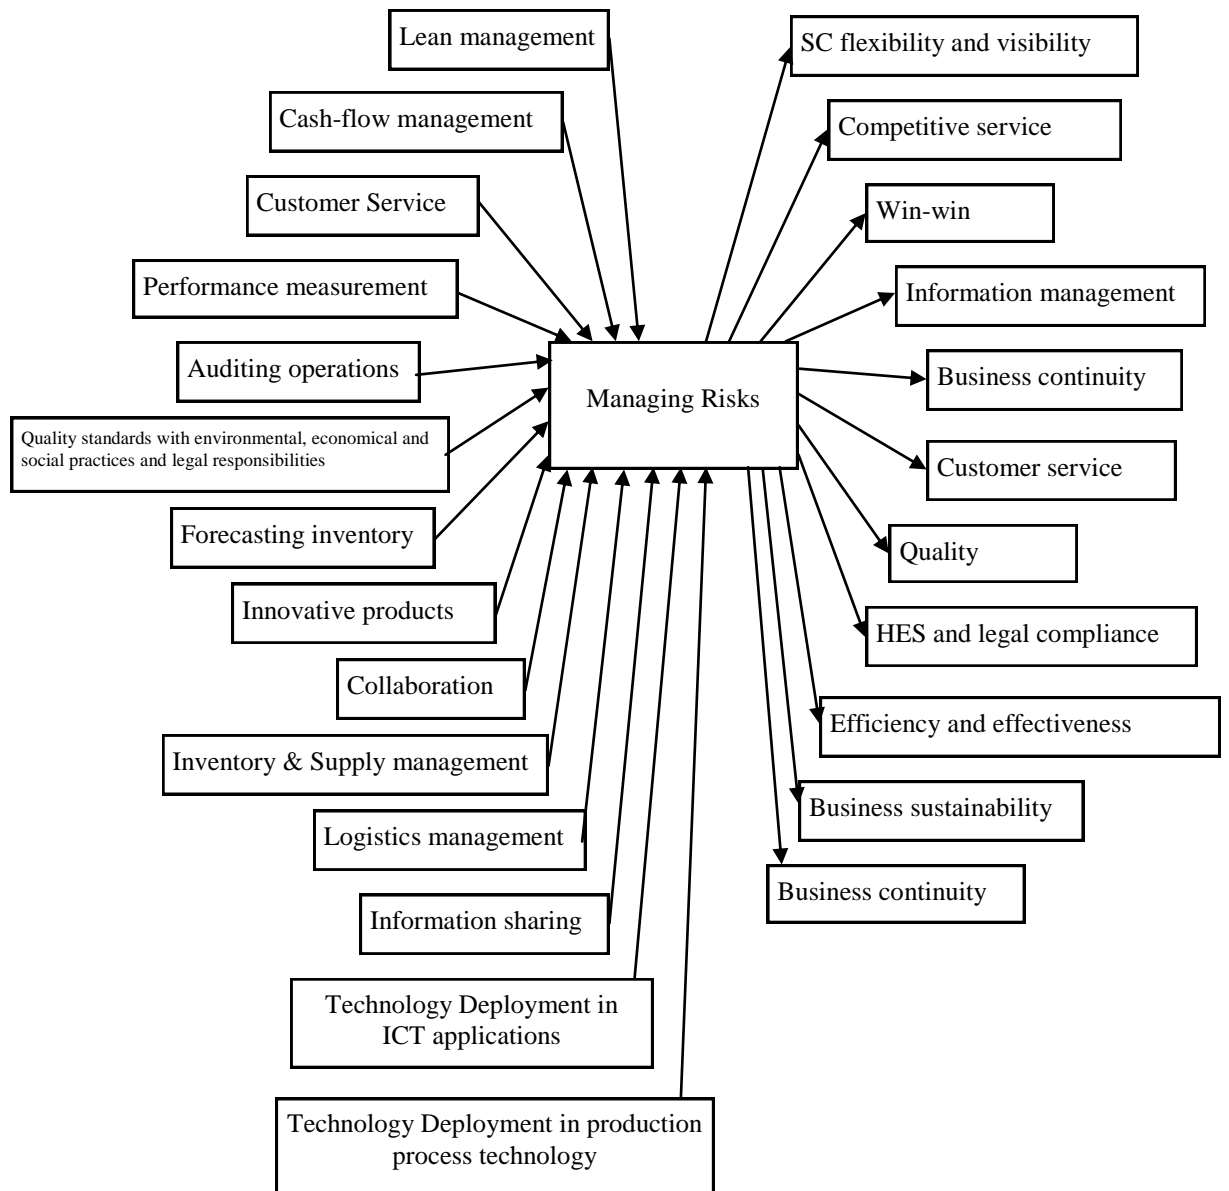 Lean management
Cash-flow management
Customer Service
Performance measurement
Auditing operations
Quality standards with environmental, economical and
social practices and legal responsibilities
Forecasting inventory
Innovative products
Collaboration
Inventory & Supply management
Logistics management
Information sharing
Technology Deployment in
ICT applications
Technology Deployment in production
process technology
Managing Risks
SC flexibility and visibility
Competitive service
Win-win
Information management
Business continuity
Customer service
Quality
HES and legal compliance
Efficiency and effectiveness
Business sustainability
Business continuity